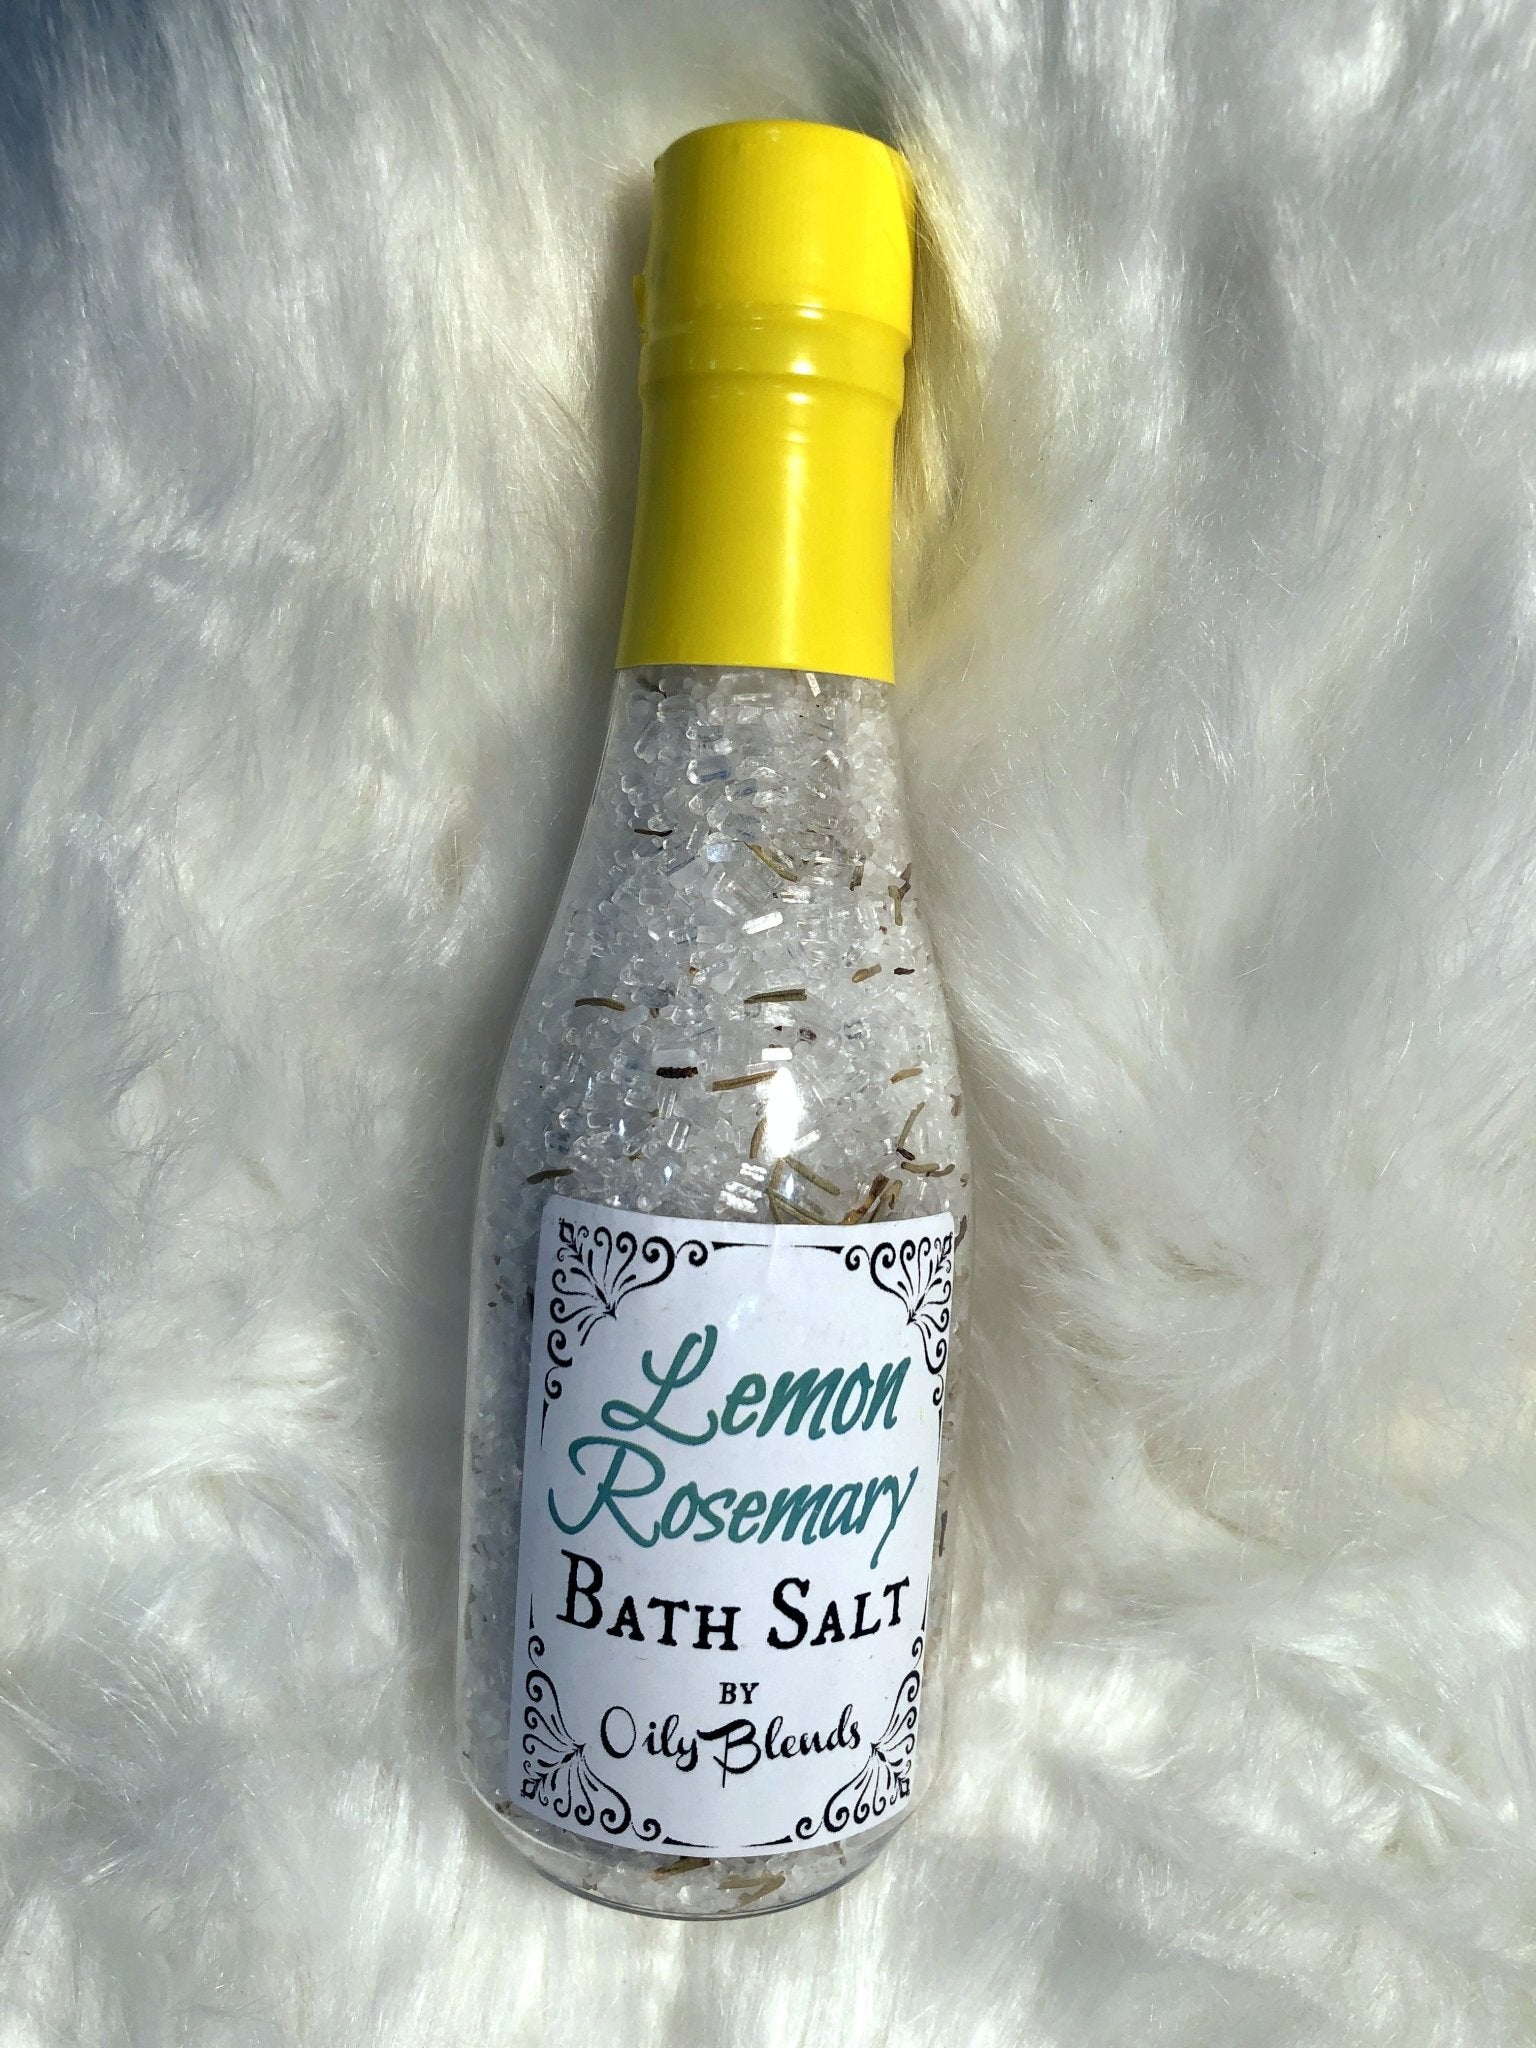 Lemon
Rosemary
BATH SALT
BY
Oily Blends